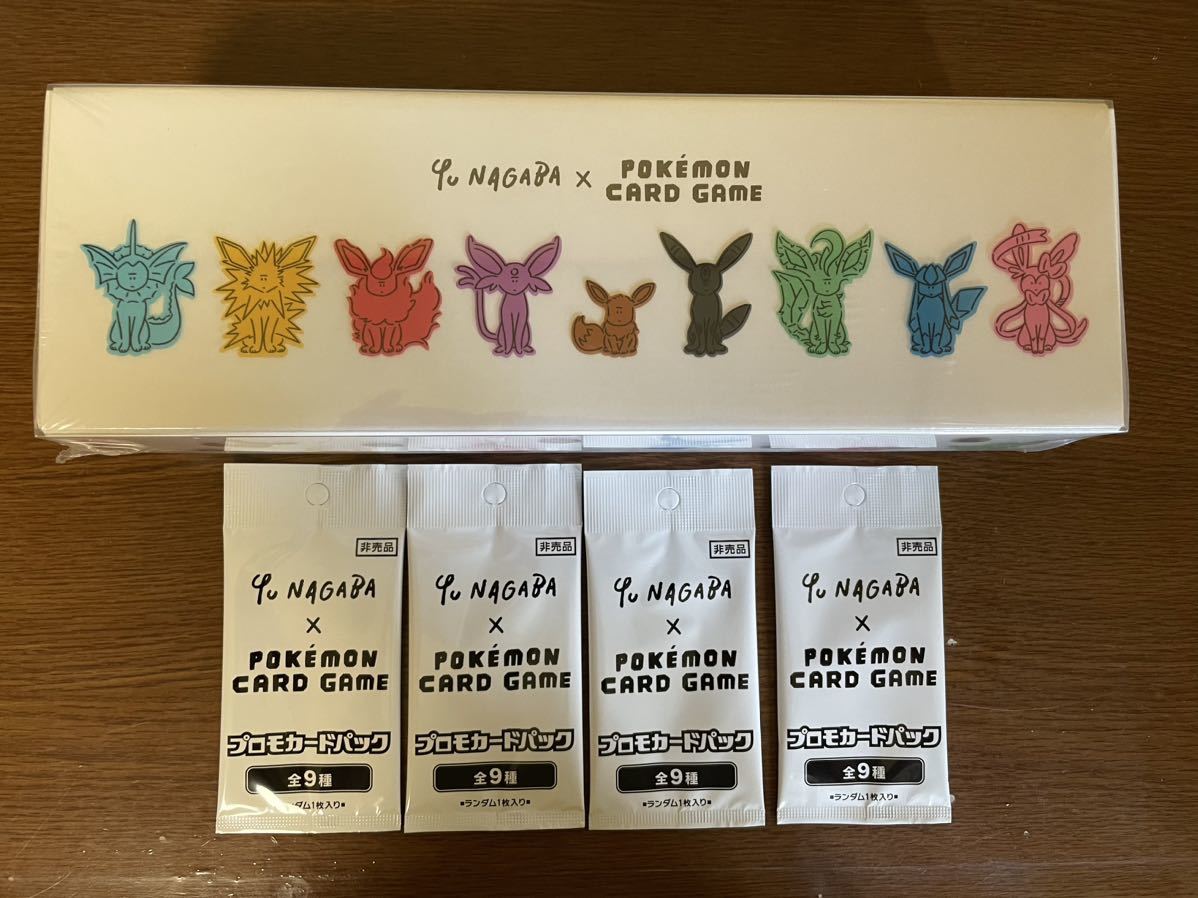 Yu NAGABA × POKÉMON
CARD GAME
非売品
Yu NAGABA
×
POKÉMON
CARD GAME
プロモカードパック
全9種
ランダム1枚入り■
非売品
Yu NAGABA
×
POKÉMON
CARD GAME
プロモカードパック
全9種
■ランダム1枚入り■
非売品
Yu NAGABA
×
POKÉMON
CARD GAME
プロモカードパック
全9種
■ランダム1枚入り■
非売品
Yu NAGABA
×
POKÉMON
CARD GAME
プロモカードパック
全9種
■ランダム1枚入り■